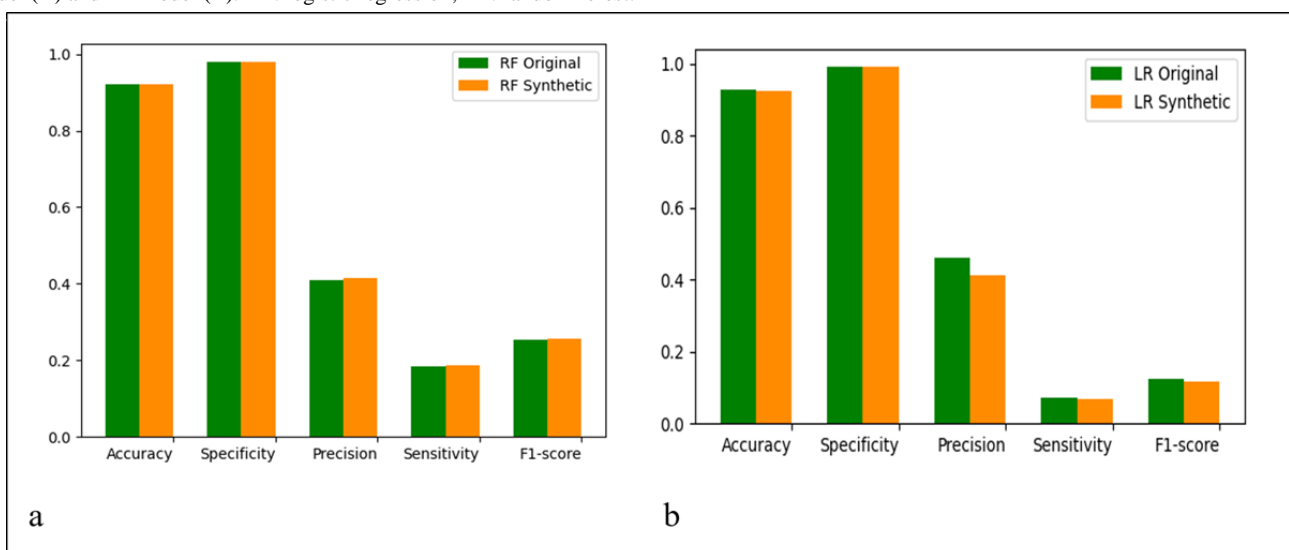 1.0
0.8
0.6
0.4
0.2
0.0
RF Original
RF Synthetic
Accuracy Specificity Precision Sensitivity F1-score
a
1.0
0.8
0.6
0.4
0.2
0.0
LR Original
LR Synthetic
Accuracy Specificity Precision Sensitivity F1-score
b